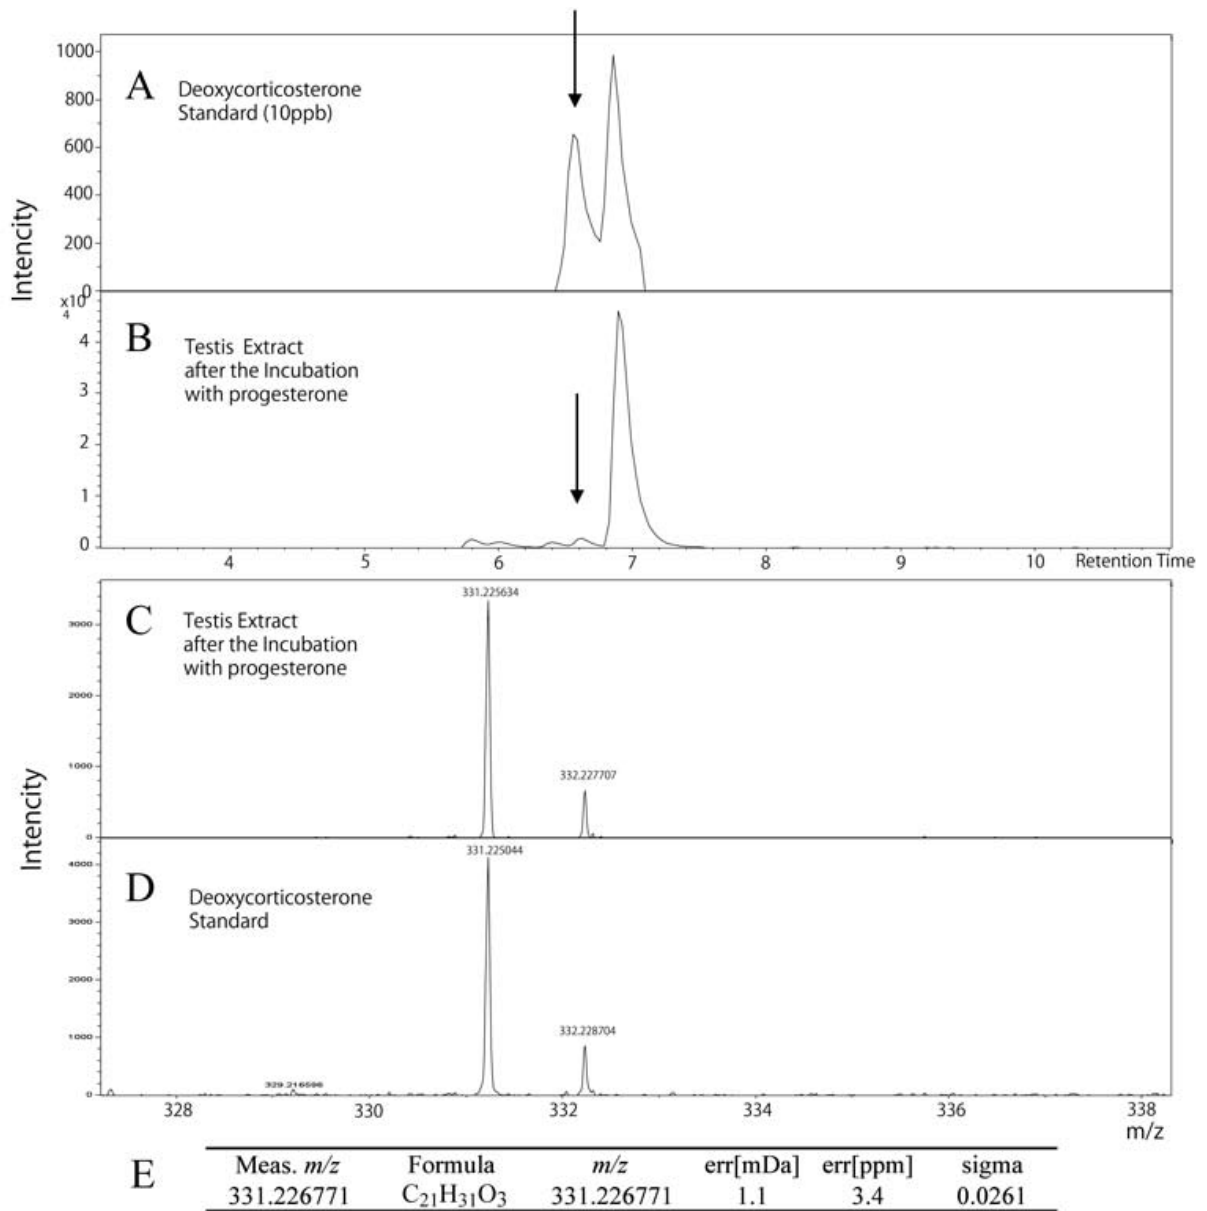 A
Deoxycorticosterone
Standard (10ppb)
1000
800
600
400
200
0
Intencity
x10
4
B
Testis Extract
after the Incubation
with progesterone
4
3
2
1
0
4 5 6 7 8 9 10 Retention Time
C
Testis Extract
after the Incubation
with progesterone
331.225634
332.227707
3000
2000
1000
0
Intencity
D
Deoxycorticosterone
Standard
331.225044
332.228704
329.216598
4000
3000
2000
1000
0
328 330 332 334 336 338
m/z
E
Meas. m/z Formula m/z err[mDa] err[ppm] sigma
331.226771 C₂₁H₃₁O₃ 331.226771 1.1 3.4 0.0261